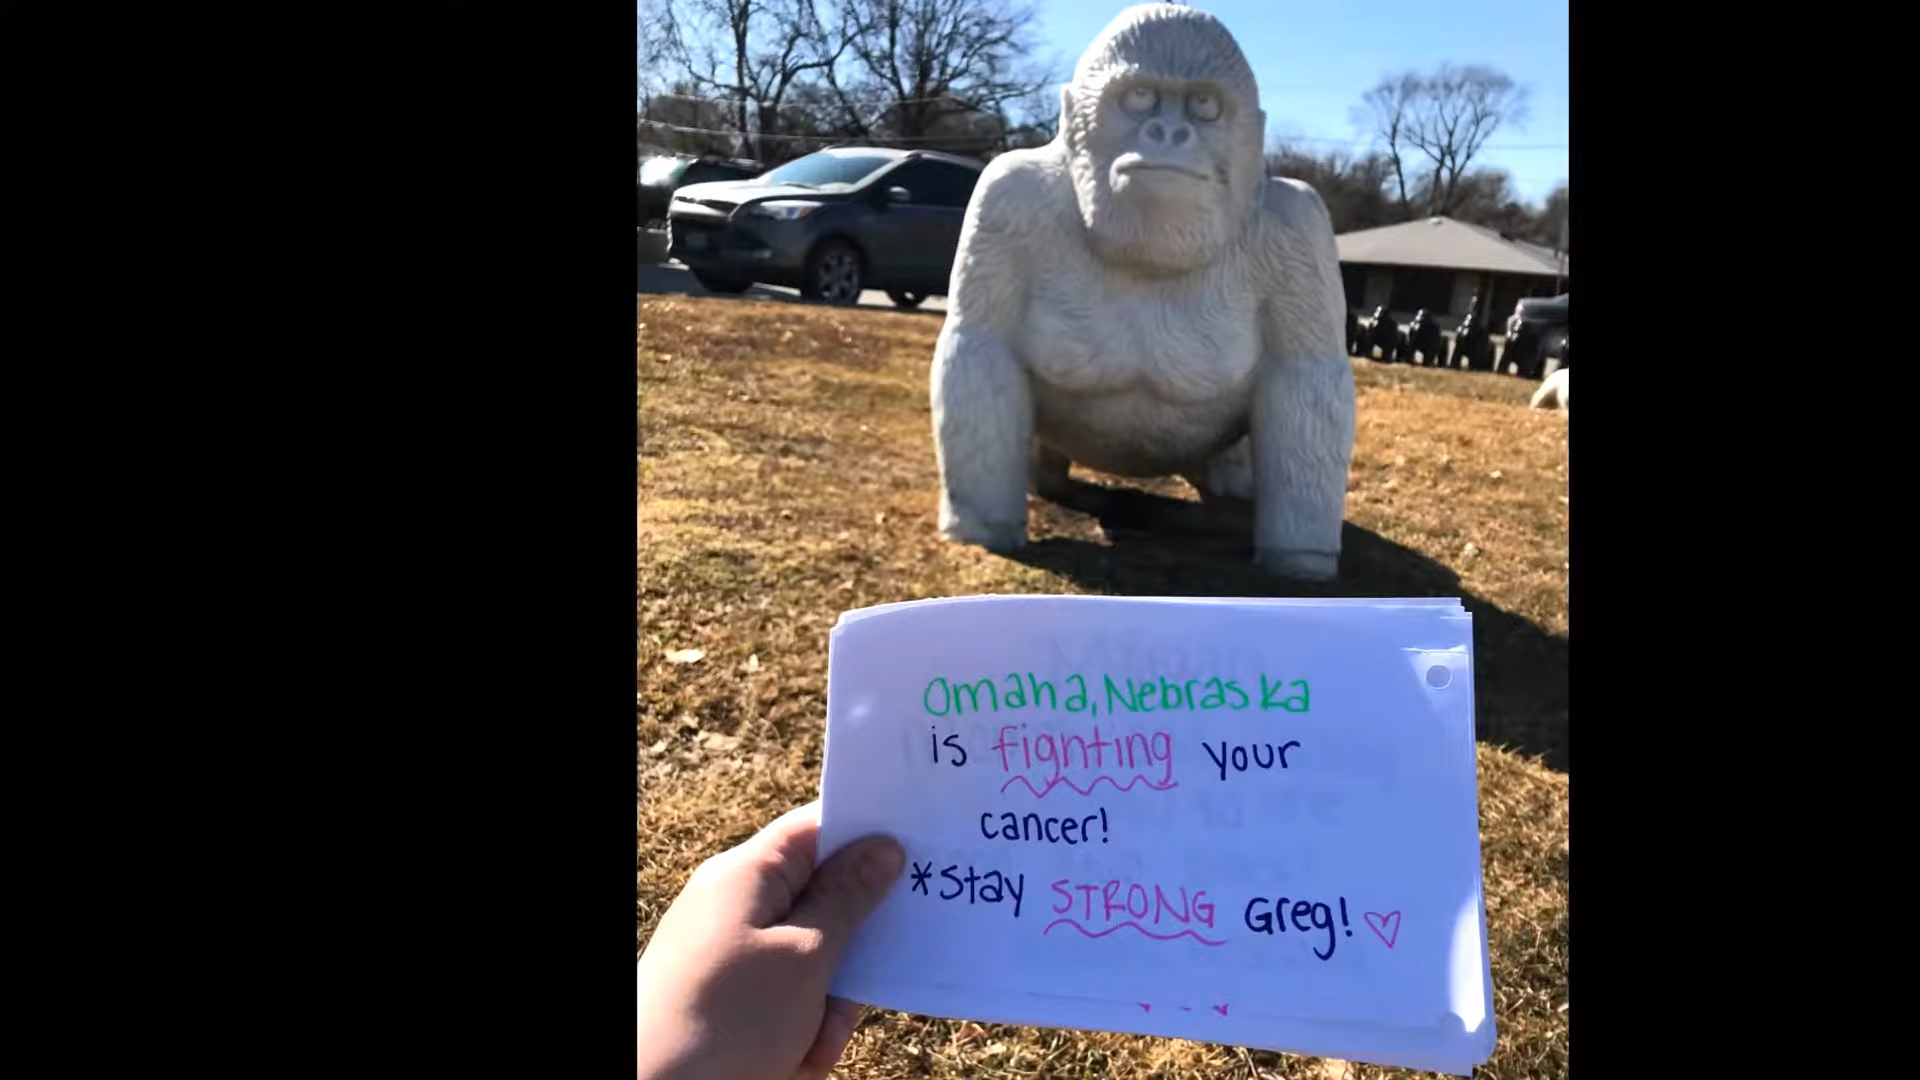 Omaha, Nebraska
is fighting your
cancer!
*Stay STRONG Greg! ♡